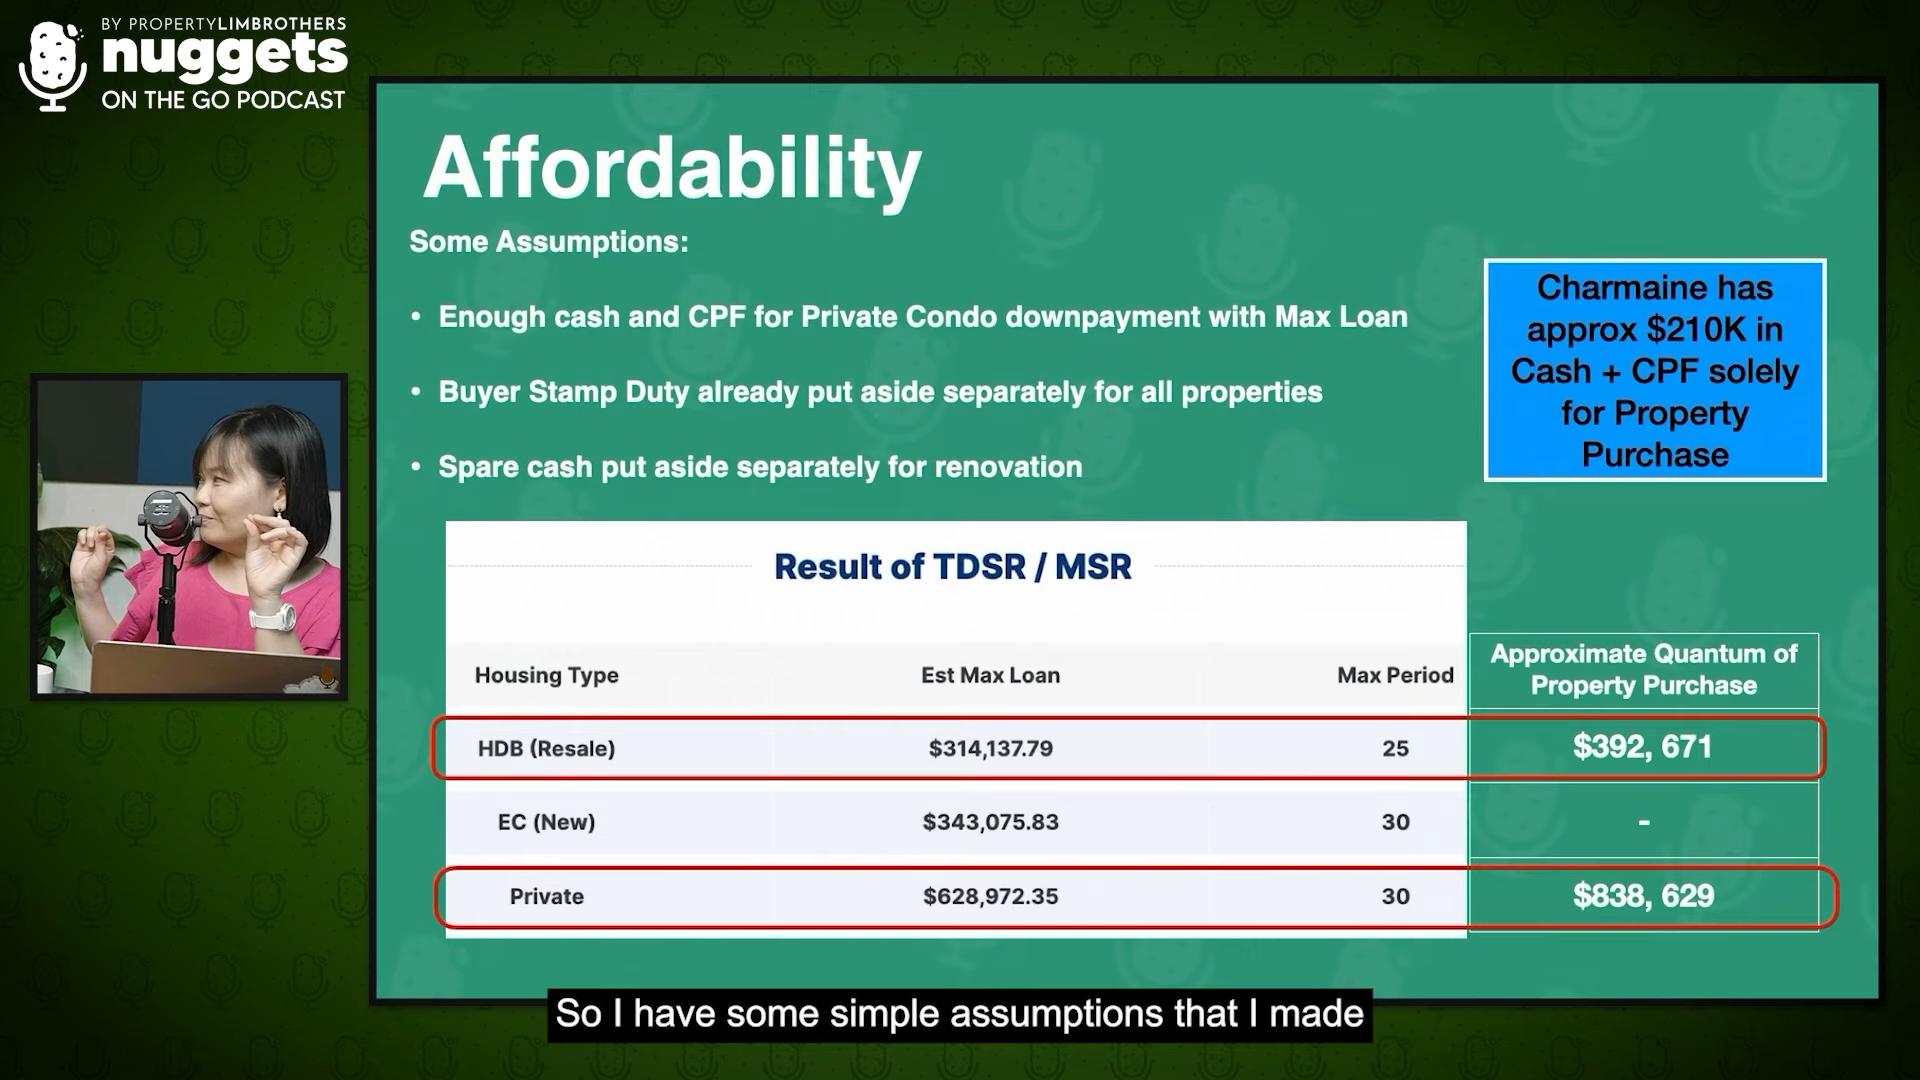 BY PROPERTYLIMBROTHERS
nuggets
ON THE GO PODCAST
Affordability
Some Assumptions:
• Enough cash and CPF for Private Condo downpayment with Max Loan
• Buyer Stamp Duty already put aside separately for all properties
• Spare cash put aside separately for renovation
Charmaine has
approx $210K in
Cash + CPF solely
for Property
Purchase
Result of TDSR / MSR
Housing Type Est Max Loan Max Period Approximate Quantum of
Property Purchase
HDB (Resale) $314,137.79 25 $392, 671
EC (New) $343,075.83 30 -
Private $628,972.35 30 $838, 629
So I have some simple assumptions that I made